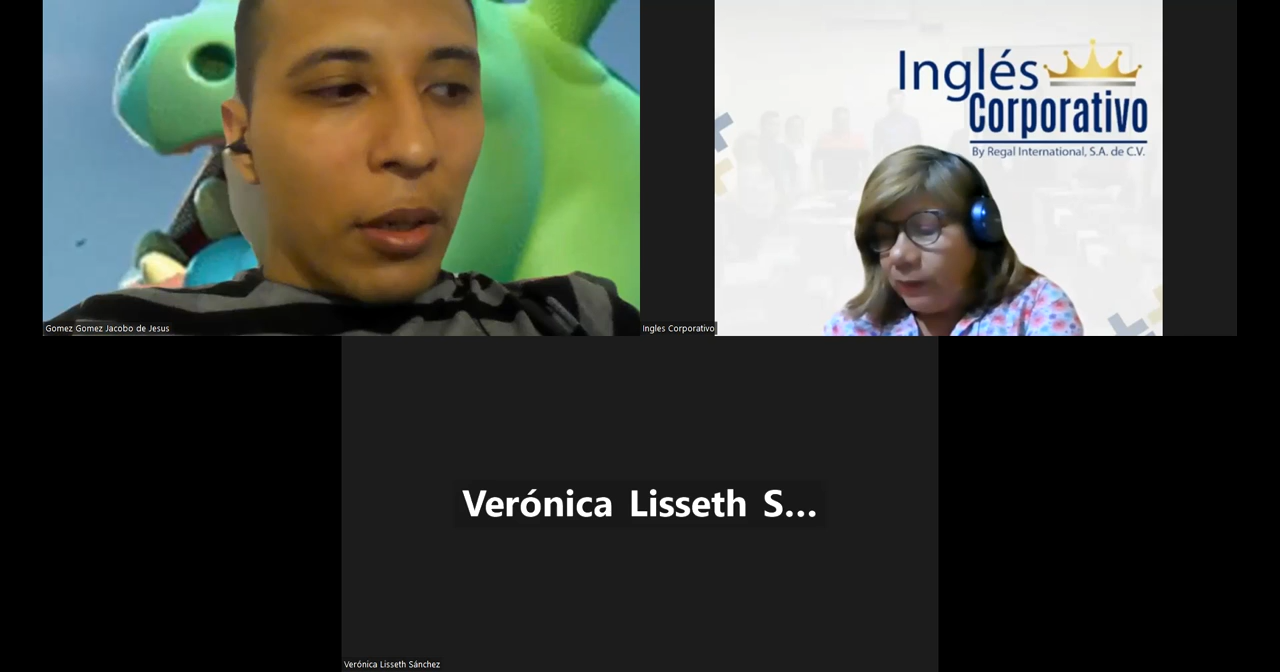 Inglés
Corporativo
By Regal International, S.A. de C.V.
Gomez Gomez Jacobo de Jesus
Ingles Corporativo
Verónica Lisseth S...
Verónica Lisseth Sánchez